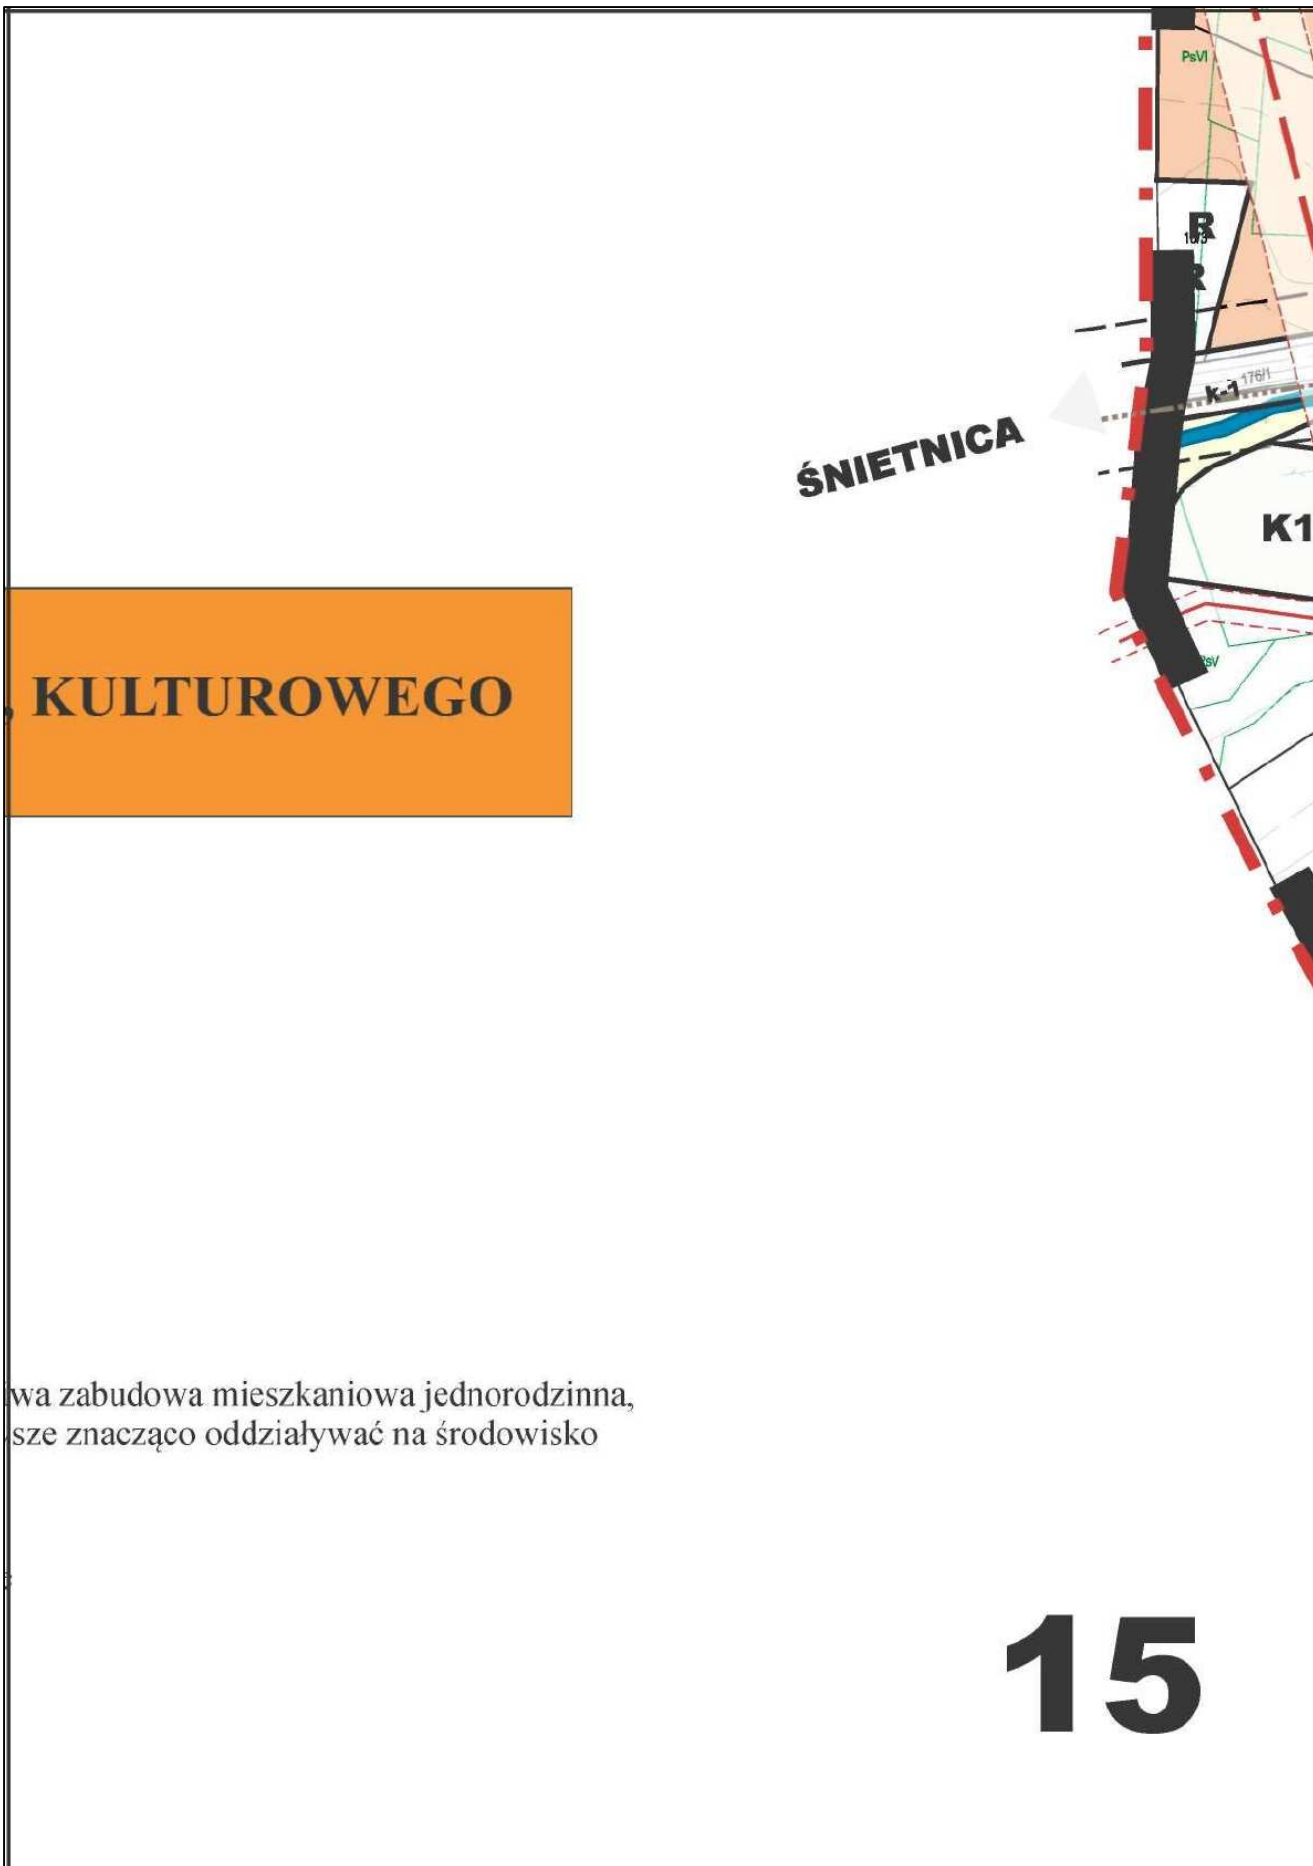 PsVI
R
R
k-1
176/1
ŚNIETNICA
K1
, KULTUROWEGO
wa zabudowa mieszkaniowa jednorodzinna,
sze znacząco oddziaływać na środowisko
15